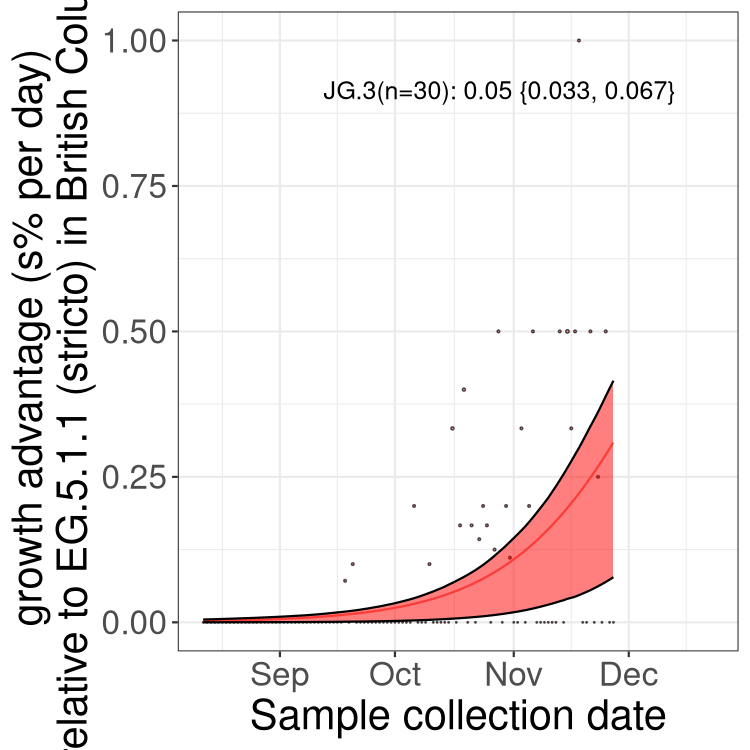 growth advantage (s% per day)
relative to EG.5.1.1 (stricto) in British Colu
1.00
0.75
0.50
0.25
0.00
JG.3(n=30): 0.05 {0.033, 0.067}
Sep Oct Nov Dec
Sample collection date